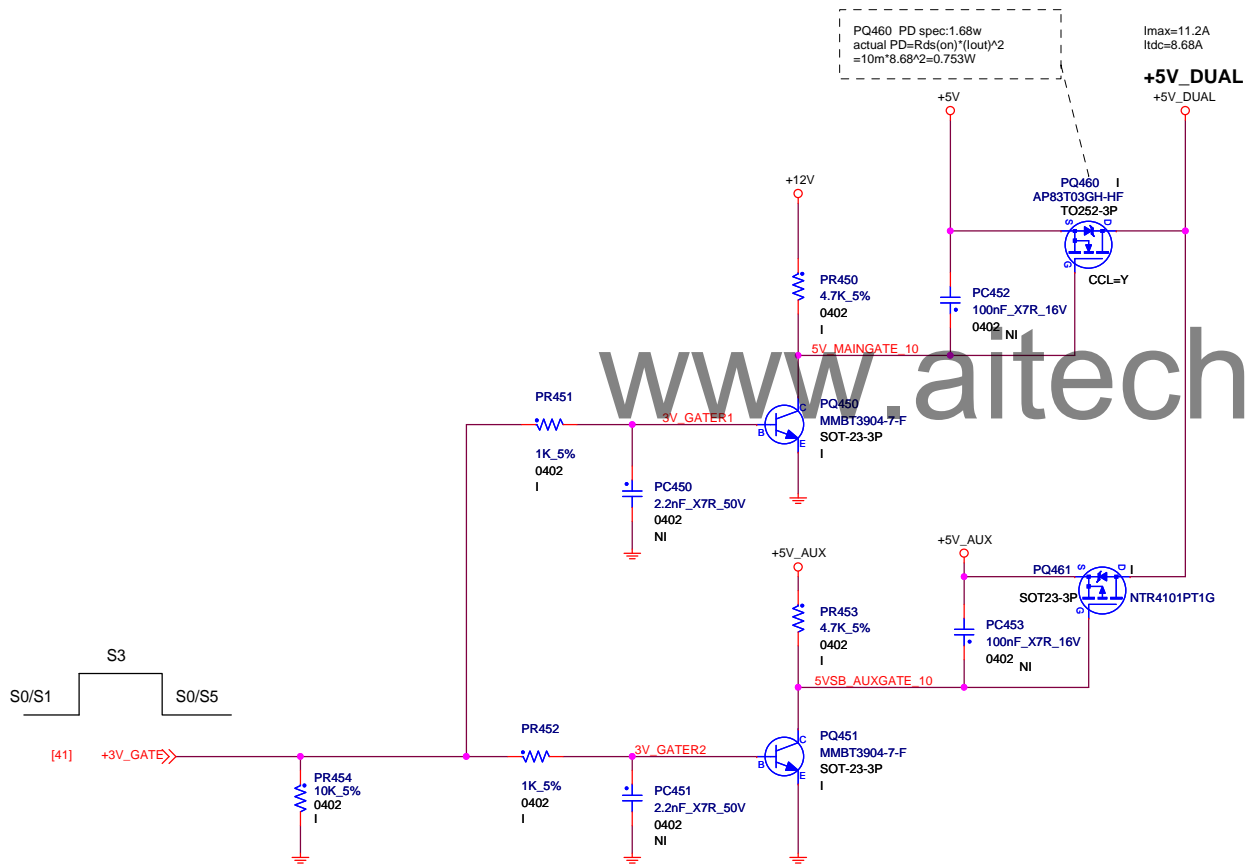 PQ460 PD spec:1.68w
actual PD=Rds(on)*(Iout)^2
=10m*8.68^2=0.753W
Imax=11.2A
Itdc=8.68A
+5V_DUAL
+5V
+5V_DUAL
+12V
PQ460 I
AP83T03GH-HF
TO252-3P
S
D
G
CCL=Y
PR450
4.7K_5%
0402
I
PC452
100nF_X7R_16V
0402 NI
5V_MAINGATE_10
www.aitech
PR451
1K_5%
0402
I
3V_GATER1
PQ450
MMBT3904-7-F
SOT-23-3P
I
C
B
E
PC450
2.2nF_X7R_50V
0402
NI
+5V_AUX
+5V_AUX
PR453
4.7K_5%
0402
I
PQ461
SOT23-3P
S
D
G
I
NTR4101PT1G
PC453
100nF_X7R_16V
0402 NI
5VSB_AUXGATE_10
S3
S0/S1
S0/S5
[41] +3V_GATE
PR454
10K_5%
0402
I
PR452
1K_5%
0402
I
3V_GATER2
PQ451
MMBT3904-7-F
SOT-23-3P
I
C
B
E
PC451
2.2nF_X7R_50V
0402
NI